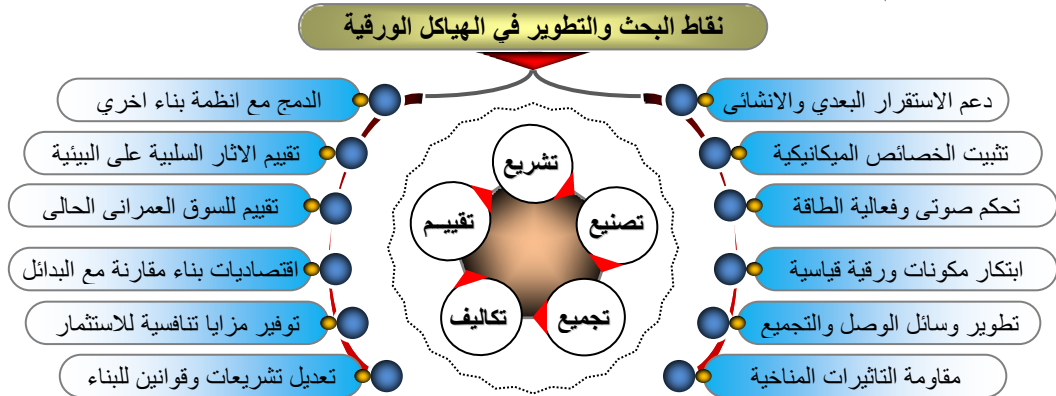 نقاط البحث والتطوير في الهياكل الورقية
دعم الاستقرار البعدي والانشائى
تثبيت الخصائص الميكانيكية
تحكم صوتى وفعالية الطاقة
ابتكار مكونات ورقية قياسية
تطوير وسائل الوصل والتجميع
مقاومة التاثيرات المناخية
تشريع
تصنيع
تجميع
تكاليف
تقييـم
الدمج مع انظمة بناء اخري
تقييم الاثار السلبية على البيئية
تقييم للسوق العمرانى الحالى
اقتصاديات بناء مقارنة مع البدائل
توفير مزايا تنافسية للاستثمار
تعديل تشريعات وقوانين للبناء